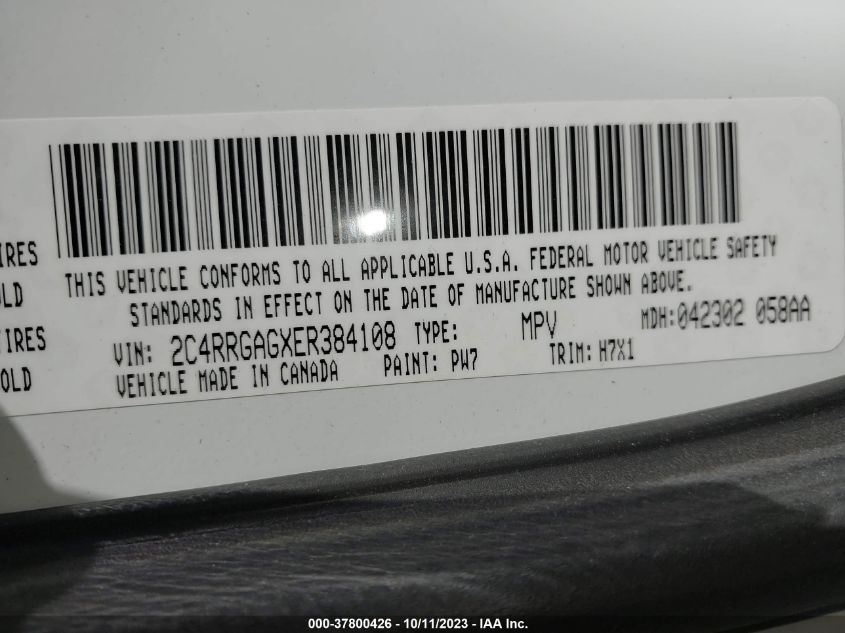 IRES
OLD
TIRES
OLD
THIS VEHICLE CONFORMS TO ALL APPLICABLE U.S.A. FEDERAL MOTOR VEHICLE SAFETY
STANDARDS IN EFFECT ON THE DATE OF MANUFACTURE SHOWN ABOVE.
VIN: 2C4RRGAGXER384108 TYPE: MPV MDH:042302 058AA
VEHICLE MADE IN CANADA PAINT: PW7 TRIM: H7X1
000-37800426 - 10/11/2023 - IAA Inc.